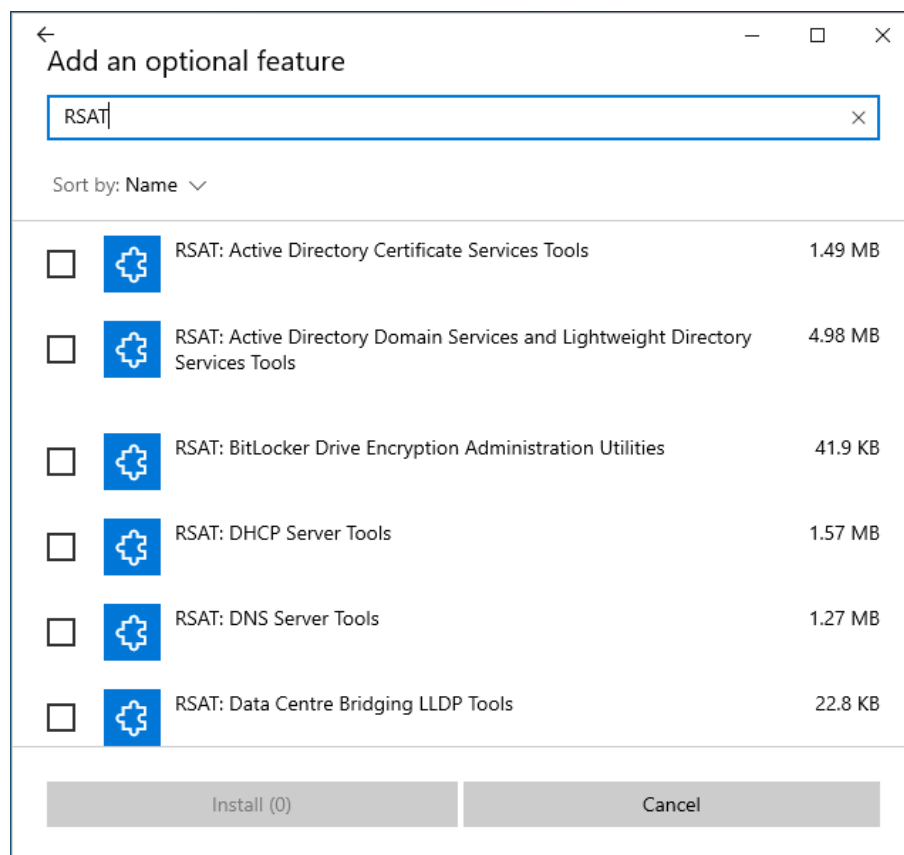 Add an optional feature
RSAT
Sort by: Name
RSAT: Active Directory Certificate Services Tools 1.49 MB
RSAT: Active Directory Domain Services and Lightweight Directory 4.98 MB
Services Tools
RSAT: BitLocker Drive Encryption Administration Utilities 41.9 KB
RSAT: DHCP Server Tools 1.57 MB
RSAT: DNS Server Tools 1.27 MB
RSAT: Data Centre Bridging LLDP Tools 22.8 KB
Install (0) Cancel